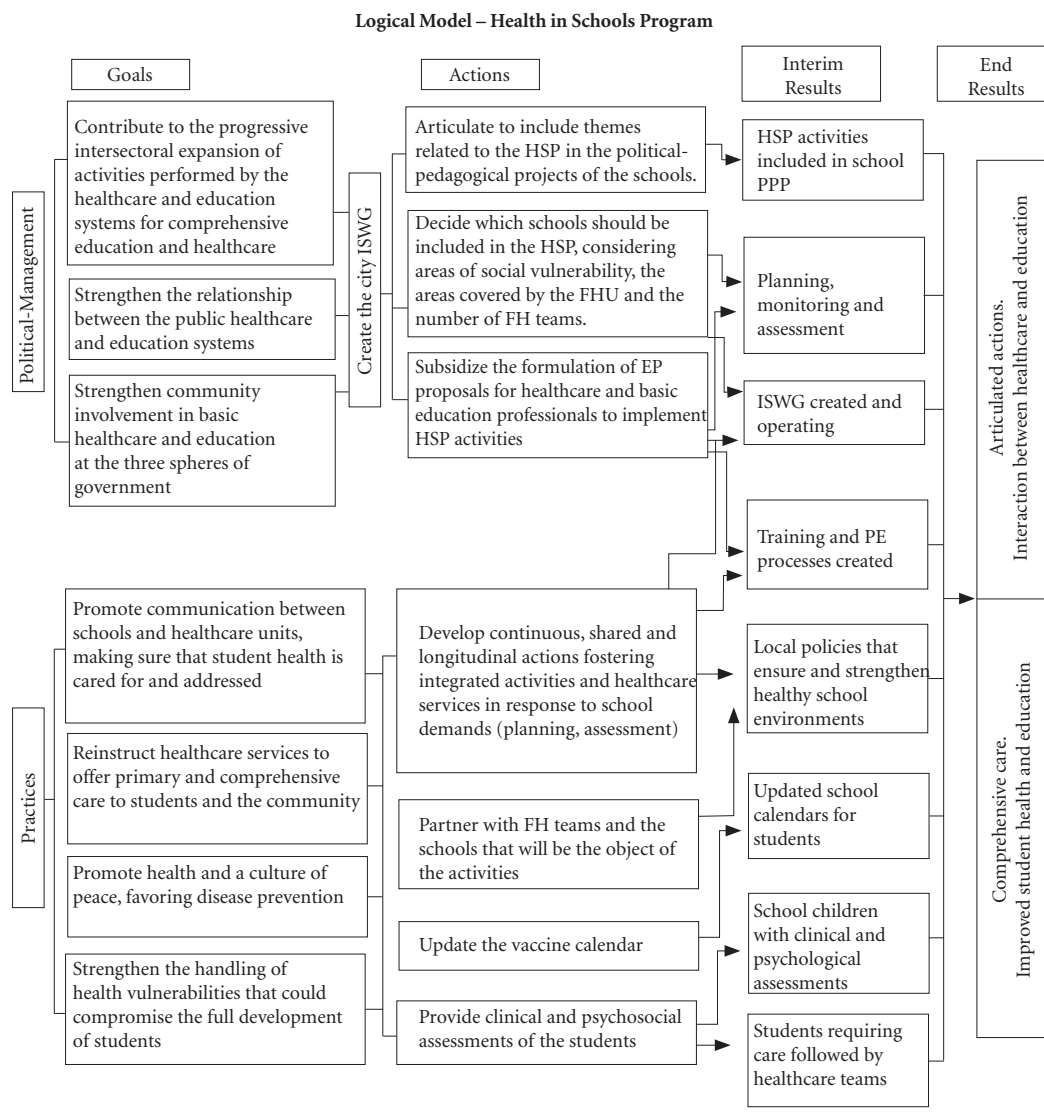 Logical Model – Health in Schools Program
Goals
Actions
Interim
Results
End
Results
Political-Management
Contribute to the progressive
intersectoral expansion of
activities performed by the
healthcare and education
systems for comprehensive
education and healthcare
Strengthen the relationship
between the public healthcare
and education systems
Strengthen community
involvement in basic
healthcare and education
at the three spheres of
government
Create the city ISWG
Articulate to include themes
related to the HSP in the political-
pedagogical projects of the schools.
Decide which schools should be
included in the HSP, considering
areas of social vulnerability, the
areas covered by the FHU and the
number of FH teams.
Subsidize the formulation of EP
proposals for healthcare and basic
education professionals to implement
HSP activities
HSP activities
included in school
PPP
Planning,
monitoring and
assessment
ISWG created and
operating
Training and PE
processes created
Articulated actions.
Interaction between healthcare and education
Practices
Promote communication between
schools and healthcare units,
making sure that student health is
cared for and addressed
Reinstruct healthcare services to
offer primary and comprehensive
care to students and the community
Promote health and a culture of
peace, favoring disease prevention
Strengthen the handling of
health vulnerabilities that could
compromise the full development
of students
Develop continuous, shared and
longitudinal actions fostering
integrated activities and healthcare
services in response to school
demands (planning, assessment)
Partner with FH teams and the
schools that will be the object of
the activities
Update the vaccine calendar
Provide clinical and psychosocial
assessments of the students
Local policies that
ensure and strengthen
healthy school
environments
Updated school
calendars for
students
School children
with clinical and
psychological
assessments
Students requiring
care followed by
healthcare teams
Comprehensive care.
Improved student health and education